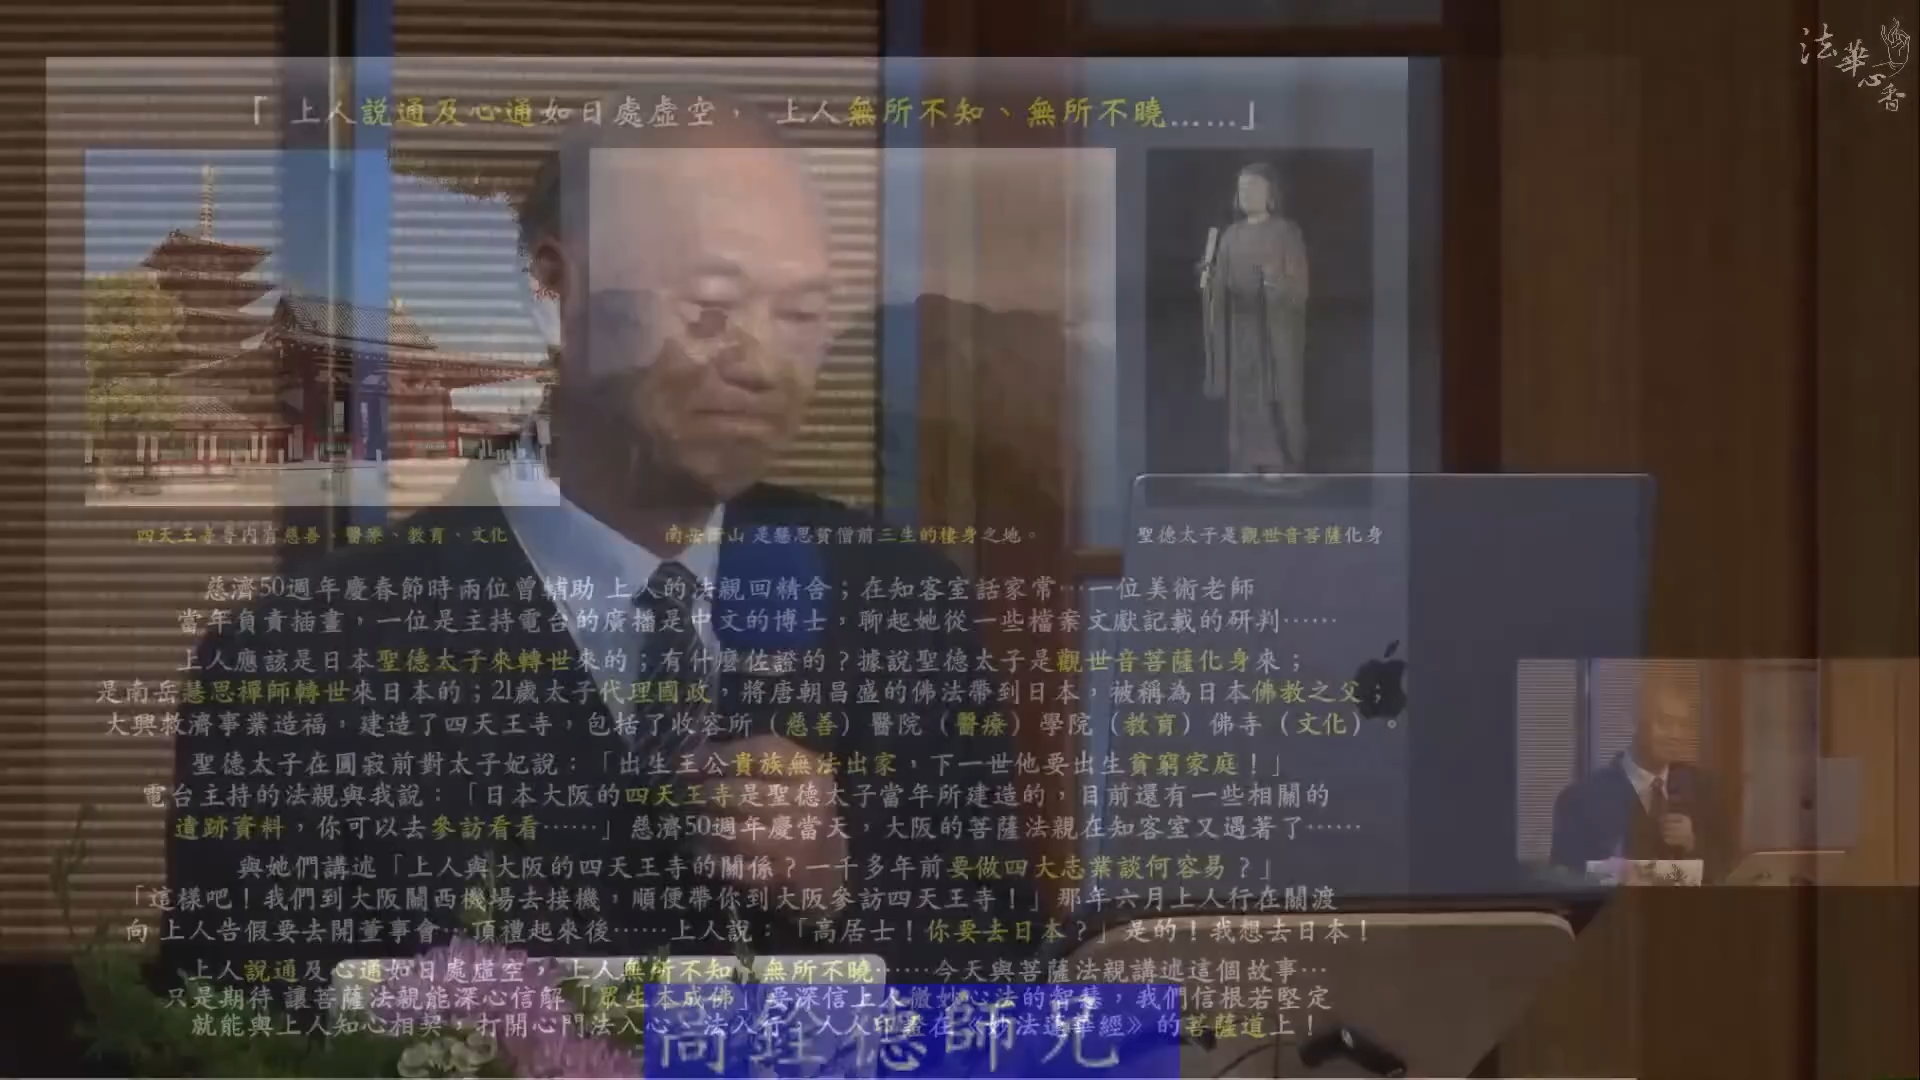 法華心香
「 上人說通及心通如日處虛空， 上人無所不知、無所不曉……」
四天王寺寺內有慈善、醫療、教育、文化
南岳衡山 是慧思貧僧前三生的棲身之地。
聖德太子是觀世音菩薩化身
慈濟50週年慶春節時兩位曾輔助 上人的法親回精舍；在知客室話家常…一位美術老師
當年負責插畫，一位是主持電台的廣播是中文的博士，聊起她從一些檔案文獻記載的研判……
上人應該是日本聖德太子來轉世來的；有什麼佐證的？據說聖德太子是觀世音菩薩化身來；
是南岳慧思禪師轉世來日本的；21歲太子代理國政，將唐朝昌盛的佛法帶到日本，被稱為日本佛教之父；
大興救濟事業造福，建造了四天王寺，包括了收容所（慈善）醫院（醫療）學院（教育）佛寺（文化）。
聖德太子在圓寂前對太子妃說：「出生王公貴族無法出家，下一世他要出生貧窮家庭！」
電台主持的法親與我說：「日本大阪的四天王寺是聖德太子當年所建造的，目前還有一些相關的
遺跡資料，你可以去參訪看看……」慈濟50週年慶當天，大阪的菩薩法親在知客室又遇著了……
與她們講述「上人與大阪的四天王寺的關係？一千多年前要做四大志業談何容易？」
「這樣吧！我們到大阪關西機場去接機，順便帶你到大阪參訪四天王寺！」那年六月上人行在關渡
向 上人告假要去開董事會…頂禮起來後……上人說：「高居士！你要去日本？」是的！我想去日本！
上人說通及心通如日處虛空，上人無所不知、無所不曉……今天與菩薩法親講述這個故事…
只是期待 讓菩薩法親能深心信解「眾生本成佛」要深信上人微妙心法的智慧，我們信根若堅定
就能與上人知心相契，打開心門法入心、法入行，人人印蓋在《妙法蓮華經》的菩薩道上！
高銓德師兄